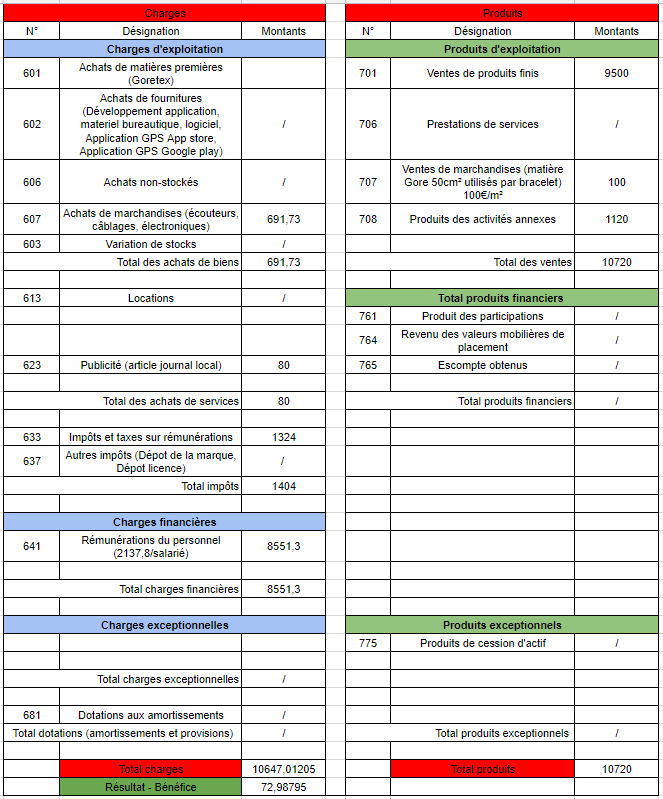 Charges
N° Désignation Montants
Charges d'exploitation
601 Achats de matières premières
(Goretex)
602 Achats de fournitures
(Développement application,
materiel bureautique, logiciel,
Application GPS App store,
Application GPS Google play) /
606 Achats non-stockés /
607 Achats de marchandises (écouteurs,
câblages, électroniques) 691,73
603 Variation de stocks /
Total des achats de biens 691,73
613 Locations /
623 Publicité (article journal local) 80
Total des achats de services 80
633 Impôts et taxes sur rémunérations 1324
637 Autres impôts (Dépot de la marque,
Dépot licence) /
Total impôts 1404
Charges financières
641 Rémunérations du personnel
(2137,8/salarié) 8551,3
Total charges financières 8551,3
Charges exceptionnelles
Total charges exceptionnelles /
681 Dotations aux amortissements /
Total dotations (amortissements et provisions) /
Total charges 10647,01205
Résultat - Bénéfice 72,98795
Produits
N° Désignation Montants
Produits d'exploitation
701 Ventes de produits finis 9500
706 Prestations de services /
707 Ventes de marchandises (matière
Gore 50cm² utilisés par bracelet)
100€/m² 100
708 Produits des activités annexes 1120
Total des ventes 10720
Total produits financiers
761 Produit des participations /
764 Revenu des valeurs mobilières de
placement /
765 Escompte obtenus /
Total produits financiers /
Produits exceptionnels
775 Produits de cession d'actif /
Total produits exceptionnels /
Total produits 10720